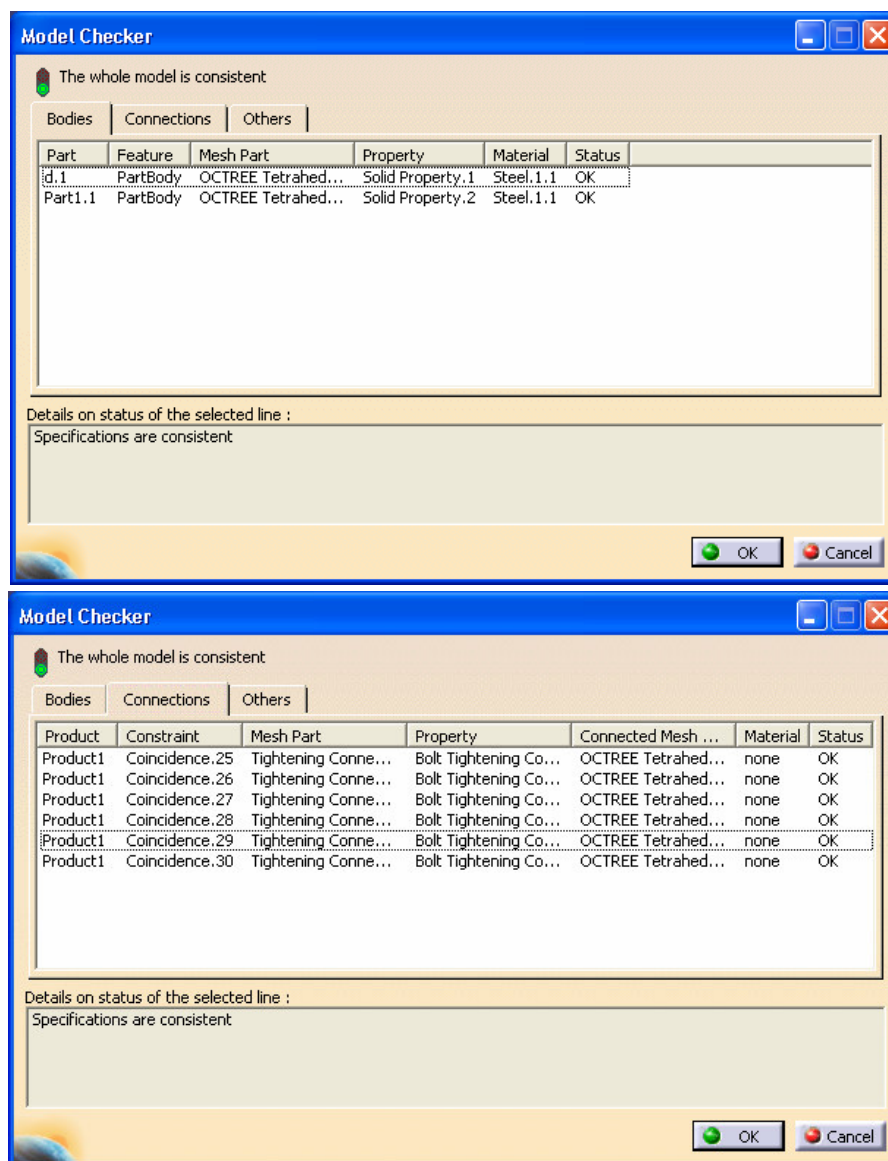 Model Checker
The whole model is consistent
Bodies Connections Others
Part Feature Mesh Part Property Material Status
d.1 PartBody OCTREE Tetrahed... Solid Property.1 Steel.1.1 OK
Part1.1 PartBody OCTREE Tetrahed... Solid Property.2 Steel.1.1 OK
Details on status of the selected line :
Specifications are consistent
OK Cancel
Model Checker
The whole model is consistent
Bodies Connections Others
Product Constraint Mesh Part Property Connected Mesh ... Material Status
Product1 Coincidence.25 Tightening Conne... Bolt Tightening Co... OCTREE Tetrahed... none OK
Product1 Coincidence.26 Tightening Conne... Bolt Tightening Co... OCTREE Tetrahed... none OK
Product1 Coincidence.27 Tightening Conne... Bolt Tightening Co... OCTREE Tetrahed... none OK
Product1 Coincidence.28 Tightening Conne... Bolt Tightening Co... OCTREE Tetrahed... none OK
Product1 Coincidence.29 Tightening Conne... Bolt Tightening Co... OCTREE Tetrahed... none OK
Product1 Coincidence.30 Tightening Conne... Bolt Tightening Co... OCTREE Tetrahed... none OK
Details on status of the selected line :
Specifications are consistent
OK Cancel